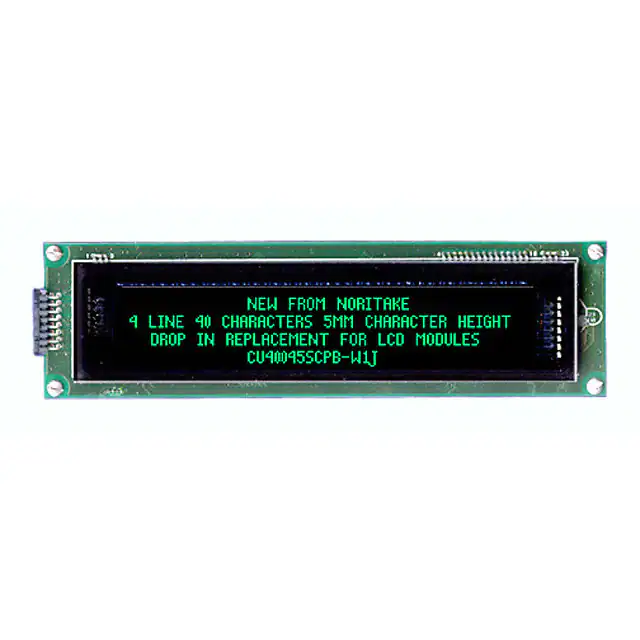 NEW FROM NORITAKE
4 LINE 40 CHARACTERS 5MM CHARACTER HEIGHT
DROP IN REPLACEMENT FOR LCD MODULES
CU40045SCPB-W1J